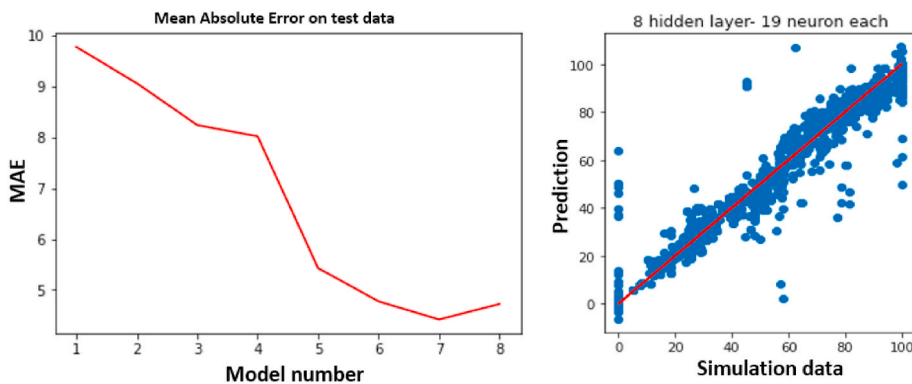 Mean Absolute Error on test data
10
9
8
7
6
5
MAE
1 2 3 4 5 6 7 8
Model number
8 hidden layer- 19 neuron each
100
80
60
40
20
0
Prediction
0 20 40 60 80 100
Simulation data